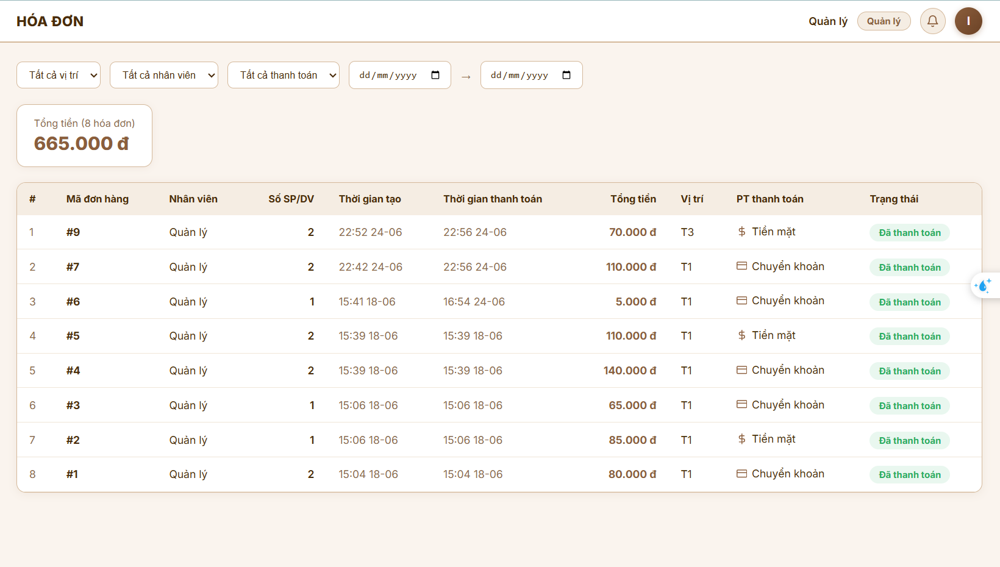 HÓA ĐƠN
Quản lý Quản lý I
Tất cả vị trí Tất cả nhân viên Tất cả thanh toán dd/mm/yyyy → dd/mm/yyyy
Tổng tiền (8 hóa đơn)
665.000 đ
# Mã đơn hàng Nhân viên Số SP/DV Thời gian tạo Thời gian thanh toán Tổng tiền Vị trí PT thanh toán Trạng thái
1 #9 Quản lý 2 22:52 24-06 22:56 24-06 70.000 đ T3 $ Tiền mặt Đã thanh toán
2 #7 Quản lý 2 22:42 24-06 22:56 24-06 110.000 đ T1 Chuyển khoản Đã thanh toán
3 #6 Quản lý 1 15:41 18-06 16:54 24-06 5.000 đ T1 Chuyển khoản Đã thanh toán
4 #5 Quản lý 2 15:39 18-06 15:39 18-06 110.000 đ T1 $ Tiền mặt Đã thanh toán
5 #4 Quản lý 2 15:39 18-06 15:39 18-06 140.000 đ T1 Chuyển khoản Đã thanh toán
6 #3 Quản lý 1 15:06 18-06 15:06 18-06 65.000 đ T1 Chuyển khoản Đã thanh toán
7 #2 Quản lý 1 15:06 18-06 15:06 18-06 85.000 đ T1 $ Tiền mặt Đã thanh toán
8 #1 Quản lý 2 15:04 18-06 15:04 18-06 80.000 đ T1 Chuyển khoản Đã thanh toán